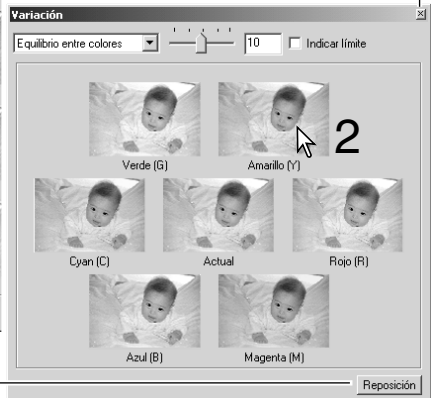 Variación
Equilibrio entre colores 10 Indicar límite
2
Verde (G) Amarillo (Y)
Cyan (C) Actual Rojo (R)
Azul (B) Magenta (M)
Reposición